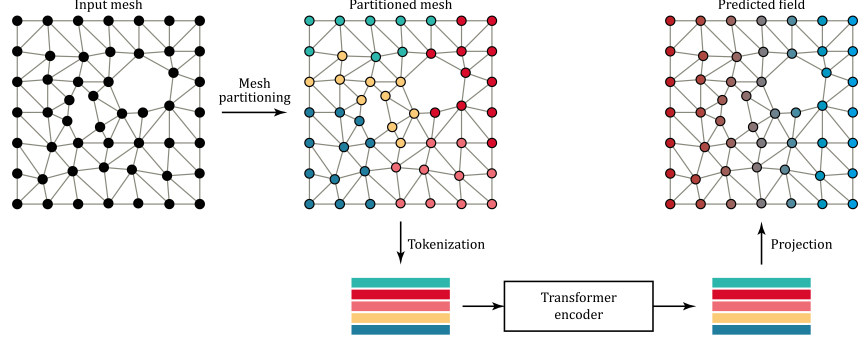 Input mesh
Partitioned mesh
Predicted field
Mesh
partitioning
Tokenization
Projection
Transformer
encoder